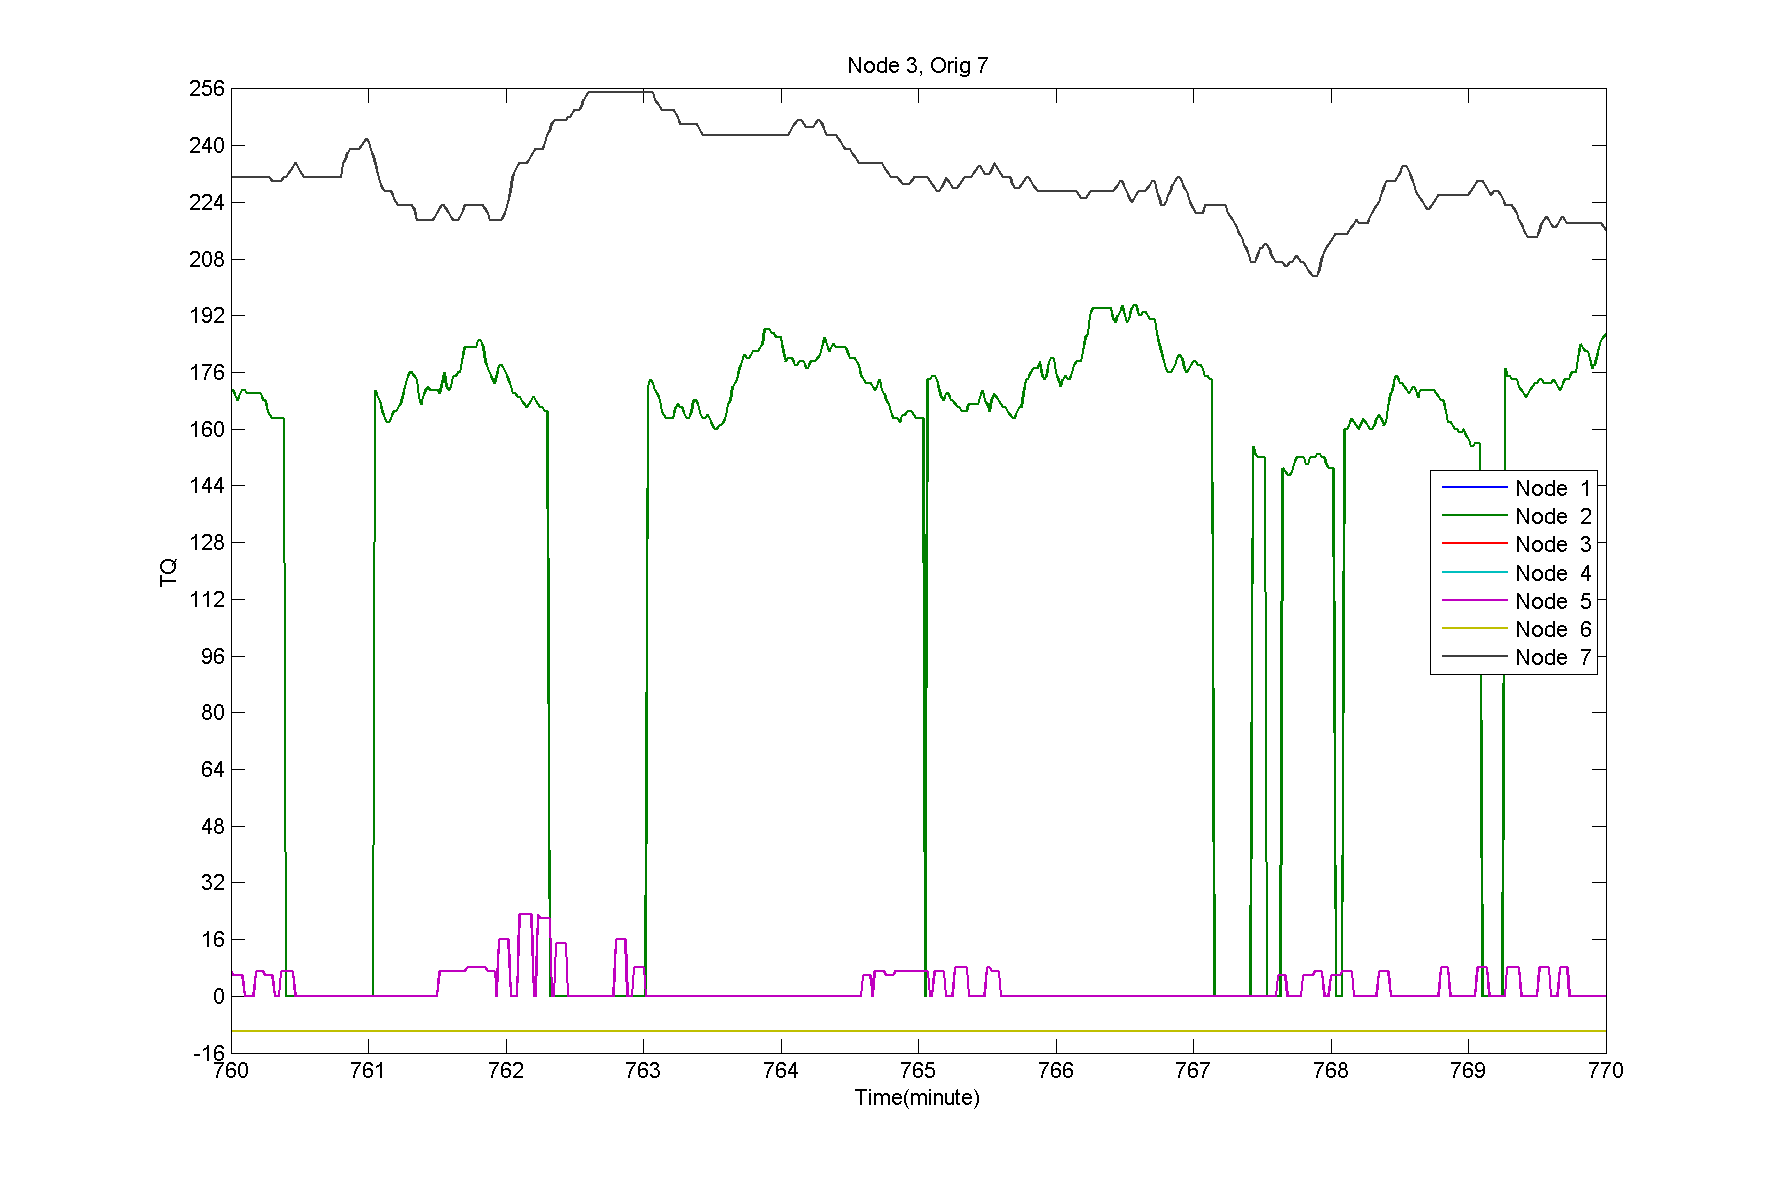 Node 3, Orig 7
256
240
224
208
192
176
160
144
128
112
96
80
64
48
32
16
0
-16
TQ
Node 1
Node 2
Node 3
Node 4
Node 5
Node 6
Node 7
760 761 762 763 764 765 766 767 768 769 770
Time(minute)